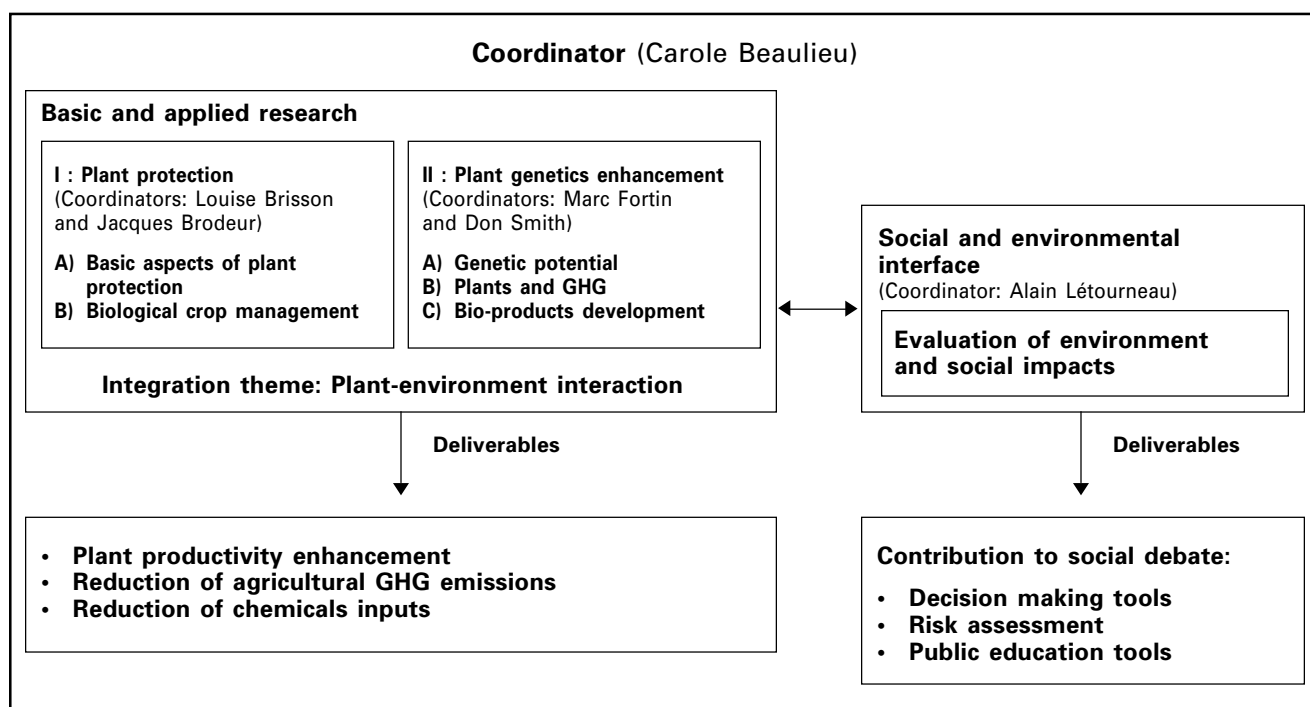 Coordinator (Carole Beaulieu)
Basic and applied research
I : Plant protection
(Coordinators: Louise Brisson
and Jacques Brodeur)
A) Basic aspects of plant
protection
B) Biological crop management
II : Plant genetics enhancement
(Coordinators: Marc Fortin
and Don Smith)
A) Genetic potential
B) Plants and GHG
C) Bio-products development
Integration theme: Plant-environment interaction
Social and environmental
interface
(Coordinator: Alain Létourneau)
Evaluation of environment
and social impacts
Deliverables
Deliverables
• Plant productivity enhancement
• Reduction of agricultural GHG emissions
• Reduction of chemicals inputs
Contribution to social debate:
• Decision making tools
• Risk assessment
• Public education tools